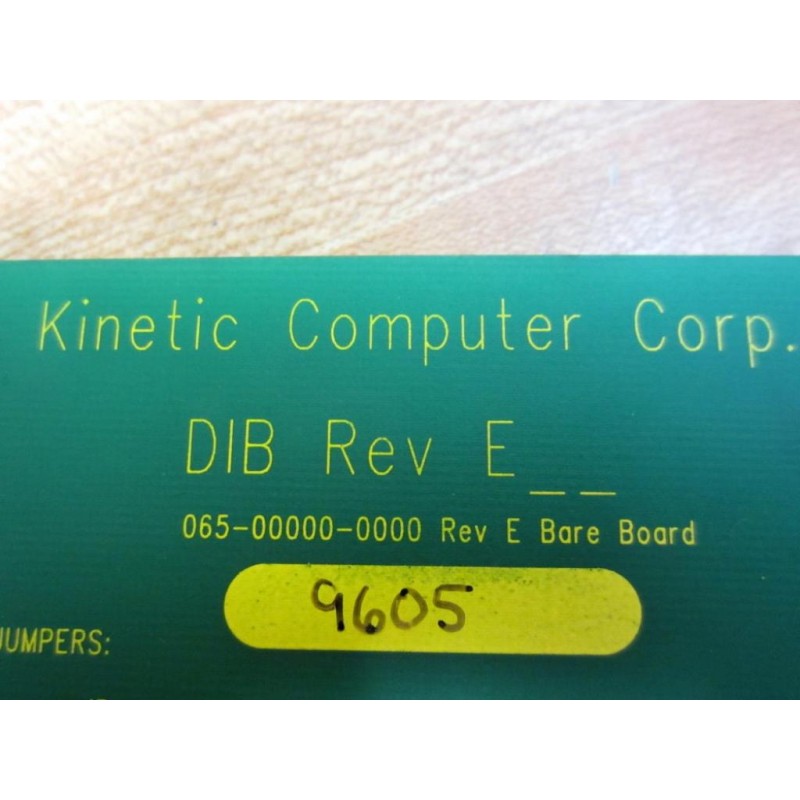 Kinetic Computer Corp.
DIB Rev E__
065-00000-0000 Rev E Bare Board
9605
JUMPERS: